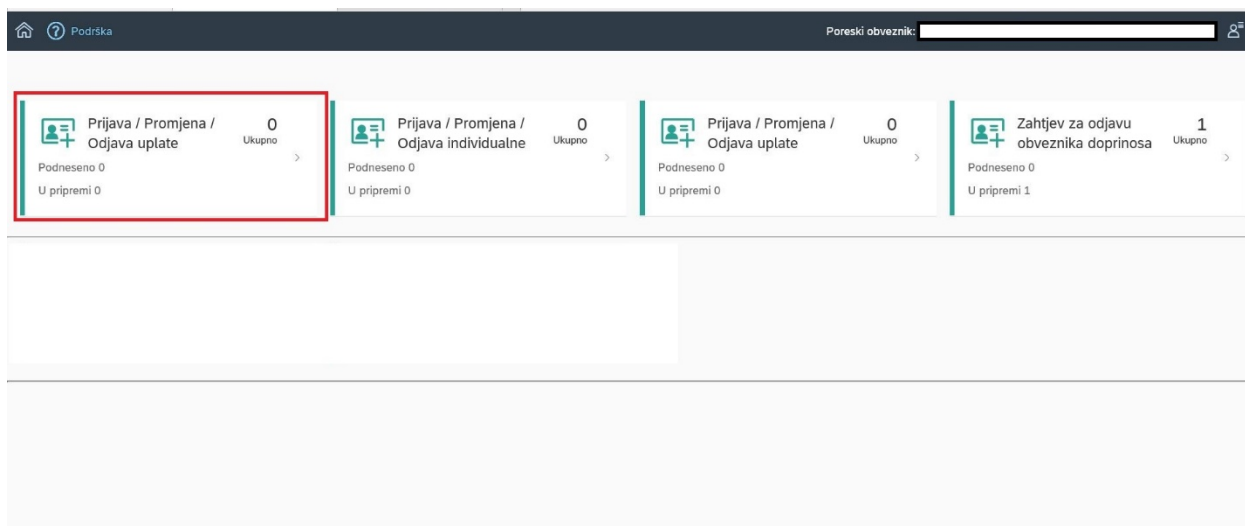 Podrška
Poreski obveznik:
Prijava / Promjena /
Odjava uplate
0
Ukupno
Podneseno 0
U pripremi 0
Prijava / Promjena /
Odjava individualne
0
Ukupno
Podneseno 0
U pripremi 0
Prijava / Promjena /
Odjava uplate
0
Ukupno
Podneseno 0
U pripremi 0
Zahtjev za odjavu
obveznika doprinosa
1
Ukupno
Podneseno 0
U pripremi 1